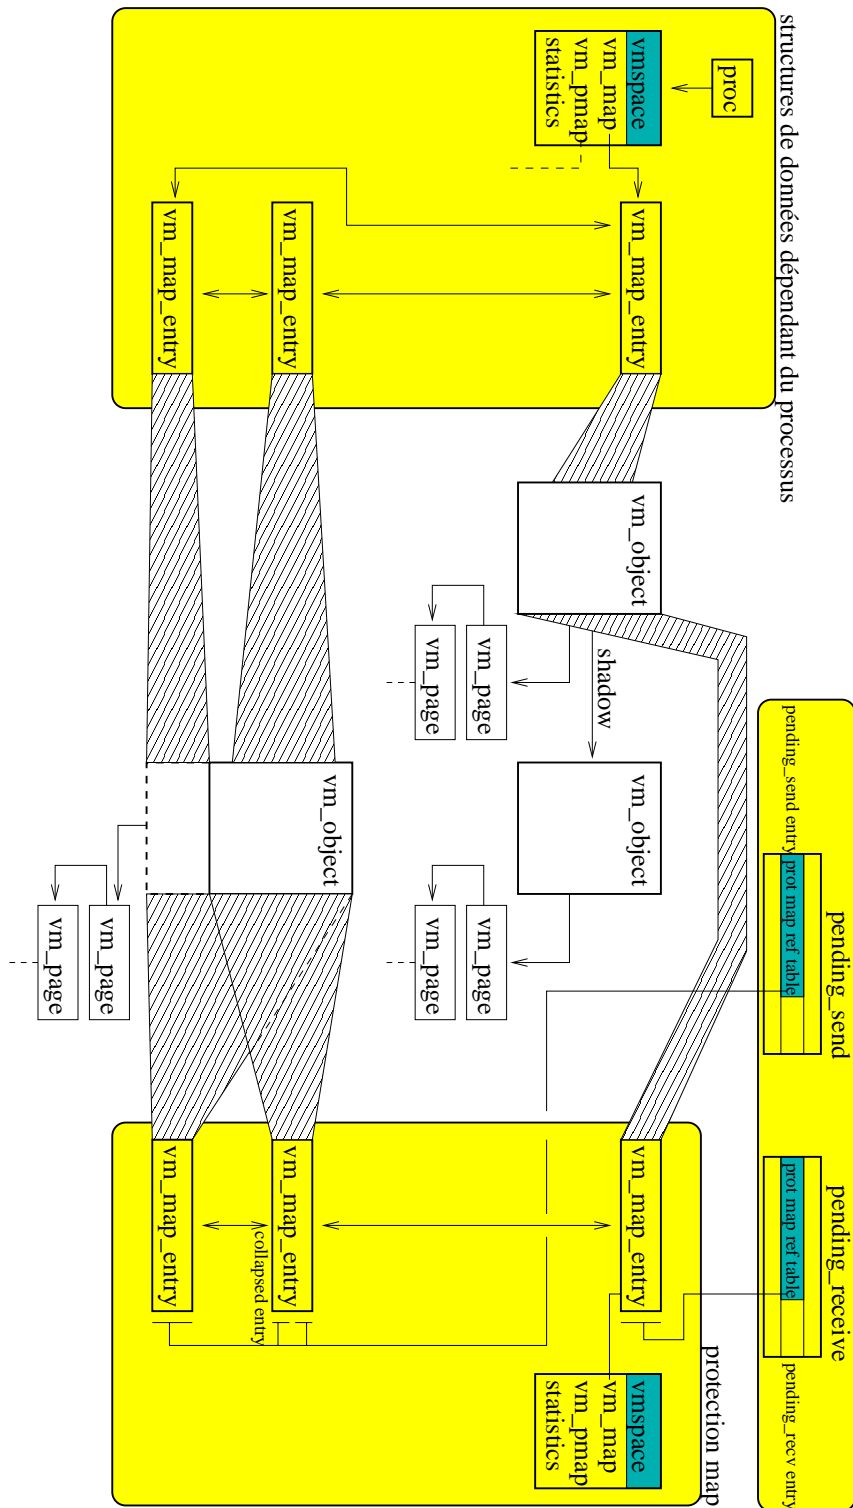 structures de données dépendant du processus
proc
vmspace
vm_map
vm_pmap
statistics
vm_map_entry
vm_map_entry
vm_map_entry
vm_object
shadow
vm_page
vm_page
vm_object
vm_page
vm_page
vm_object
vm_page
vm_page
pending_send entry
pending_send
prot map ref table
pending_receive
prot map ref table
pending_recv entry
protection map
vm_map_entry
vm_map_entry
collapsed entry
vm_map_entry
vmspace
vm_map
vm_pmap
statistics